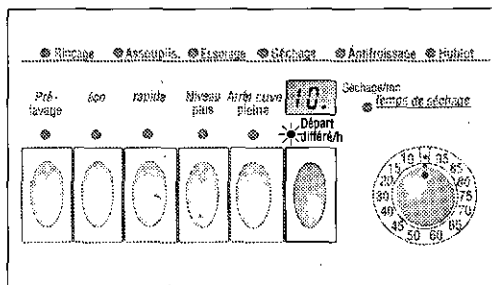 Rinçage Assouplis. Essorage Séchage Antifroissage Hublot
Pré-
lavage
éco
rapide
Niveau
plus
Arrêt cuve
pleine
10.
Séchage/mn
Temps de séchage
Départ
différé/h
10 95
15 85
20 80
30 75
40 70
45 65
50 60